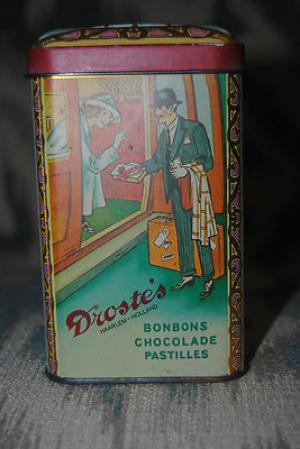 Droste's
HAARLEM-HOLLAND
BONBONS
CHOCOLADE
PASTILLES